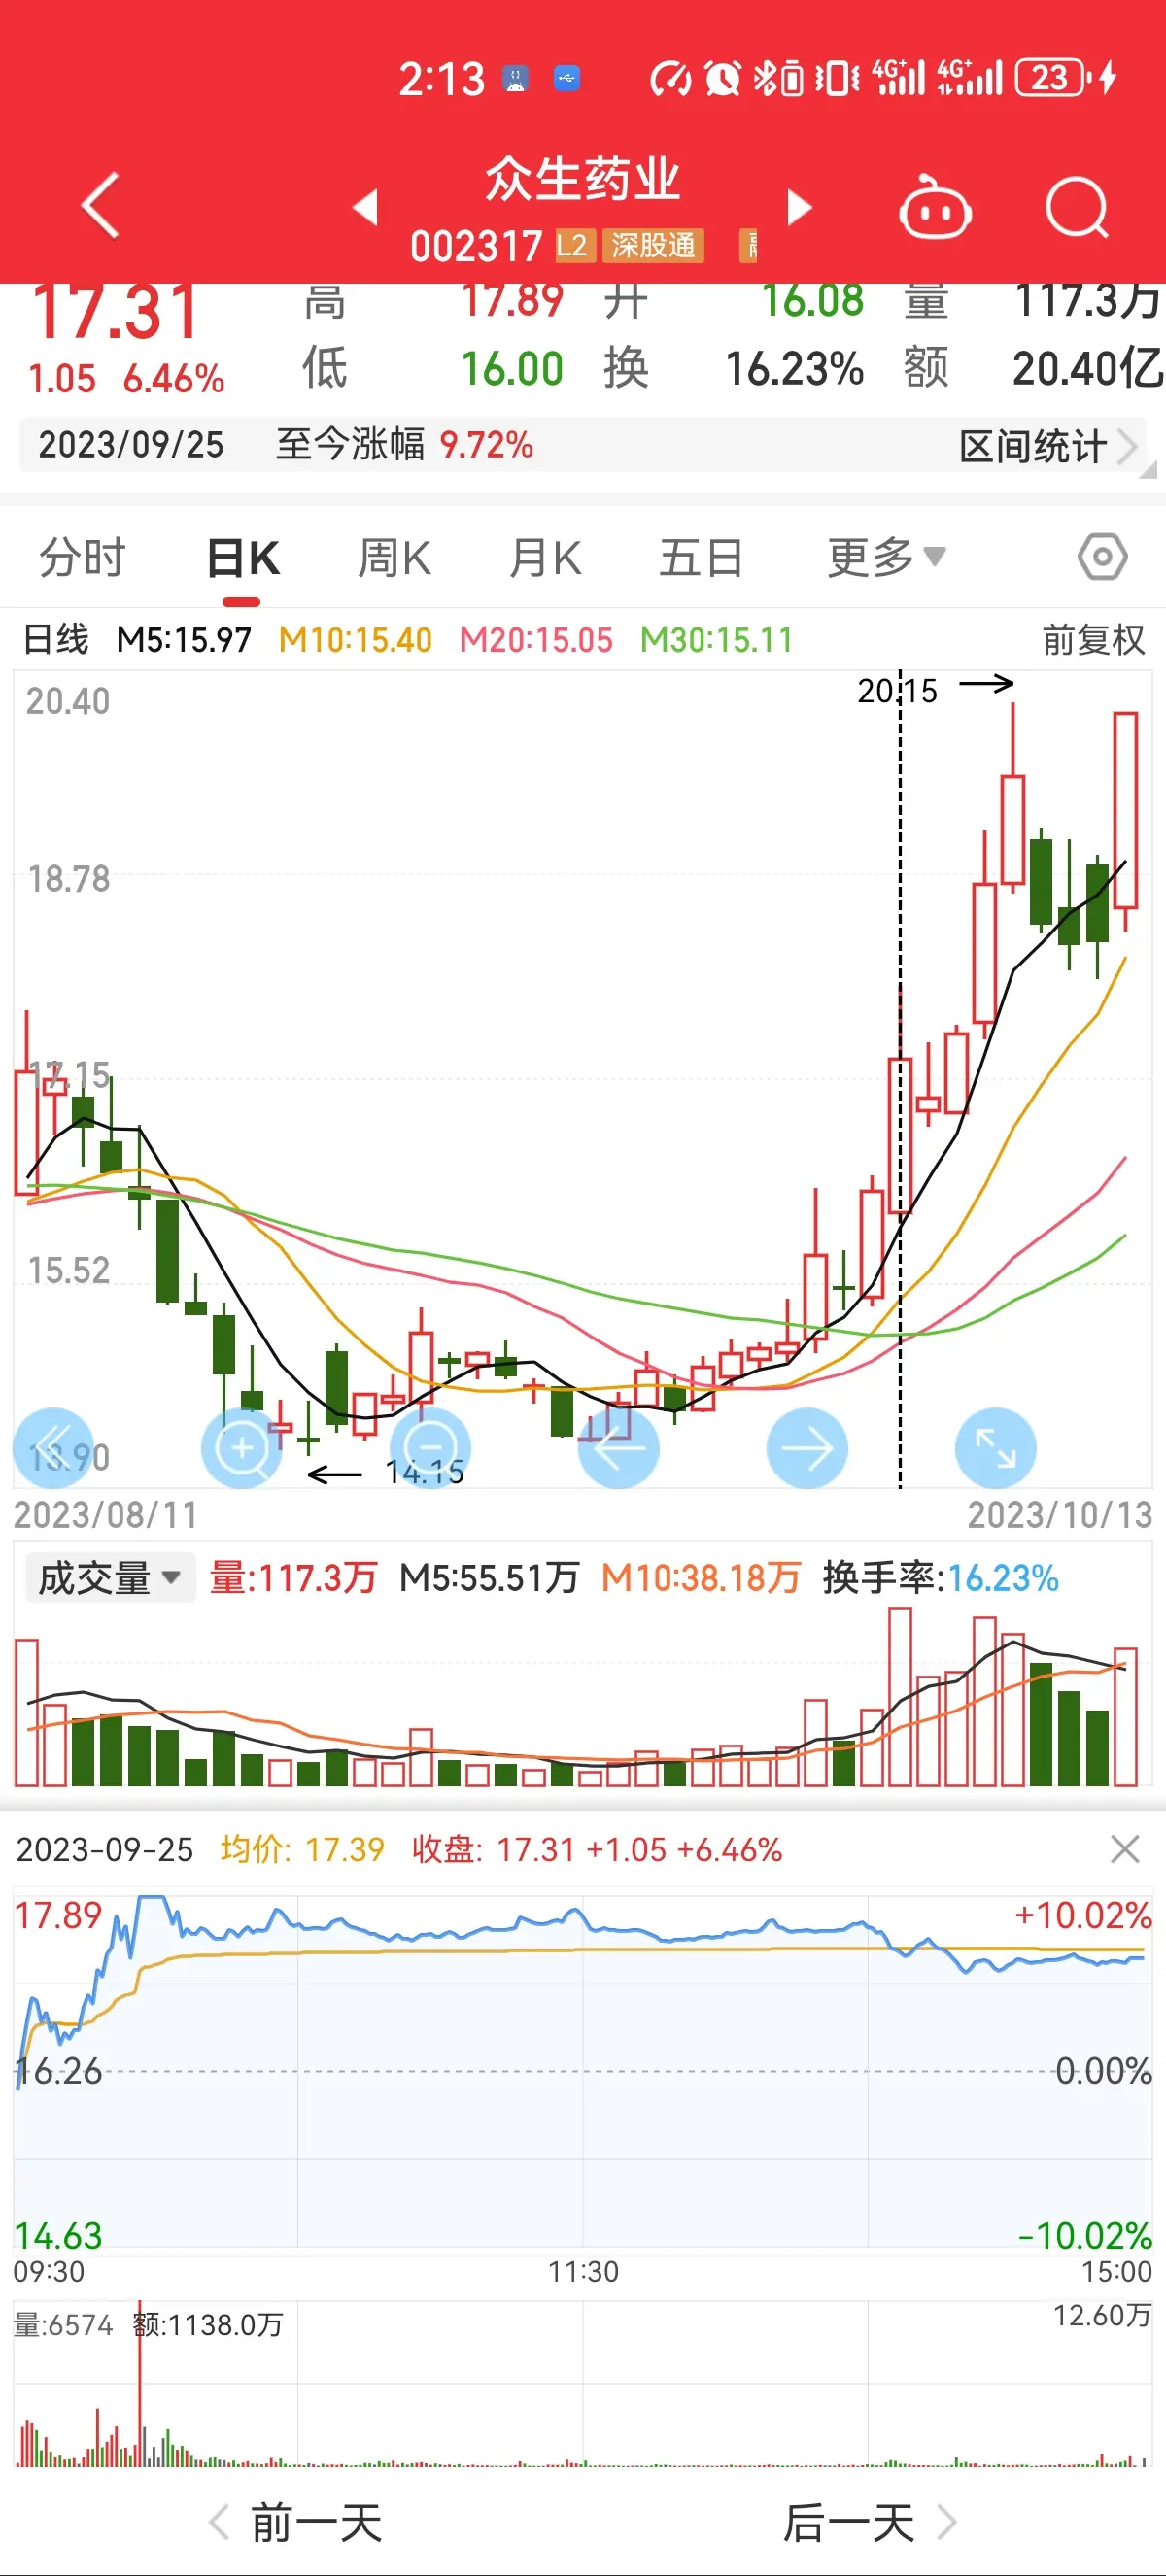 2:13 4G+ 4G+ 23
众生药业
002317 L2 深股通
17.31 高 17.89 开 16.08 量 117.3万
1.05 6.46% 低 16.00 换 16.23% 额 20.40亿
2023/09/25 至今涨幅 9.72% 区间统计
分时 日K 周K 月K 五日 更多
日线 M5:15.97 M10:15.40 M20:15.05 M30:15.11 前复权
20.40
20.15
18.78
17.15
15.52
13.90
14.15
2023/08/11 2023/10/13
成交量 量:117.3万 M5:55.51万 M10:38.18万 换手率:16.23%
2023-09-25 均价: 17.39 收盘: 17.31 +1.05 +6.46%
17.89 +10.02%
16.26 0.00%
14.63 -10.02%
09:30 11:30 15:00
量:6574 额:1138.0万 12.60万
前一天 后一天